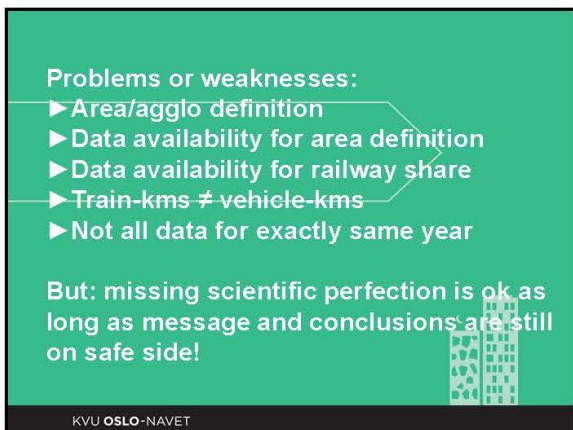 Problems or weaknesses:
►Area/agglo definition
►Data availability for area definition
►Data availability for railway share
►Train-kms ≠ vehicle-kms
►Not all data for exactly same year
But: missing scientific perfection is ok as
long as message and conclusions are still
on safe side!
KVU OSLO-NAVET